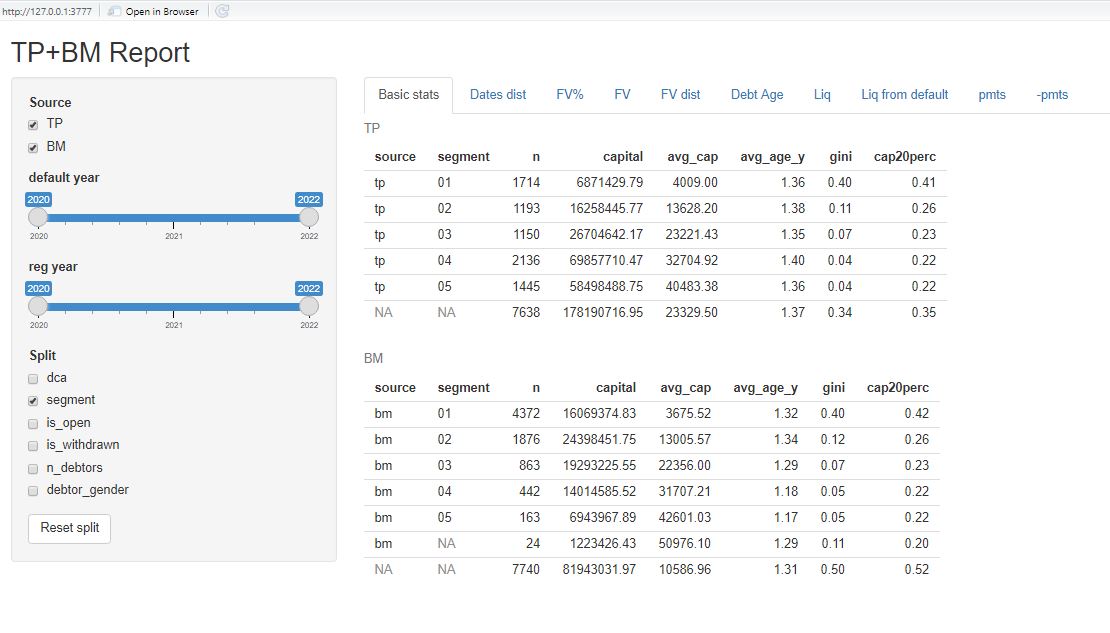 http://127.0.0.1:3777 Open in Browser
TP+BM Report
Source
TP
BM
default year
2020 2022
2020 2021 2022
reg year
2020 2022
2020 2021 2022
Split
dca
segment
is_open
is_withdrawn
n_debtors
debtor_gender
Reset split
Basic stats Dates dist FV% FV FV dist Debt Age Liq Liq from default pmts -pmts
TP
source segment n capital avg_cap avg_age_y gini cap20perc
tp 01 1714 6871429.79 4009.00 1.36 0.40 0.41
tp 02 1193 16258445.77 13628.20 1.38 0.11 0.26
tp 03 1150 26704642.17 23221.43 1.35 0.07 0.23
tp 04 2136 69857710.47 32704.92 1.40 0.04 0.22
tp 05 1445 58498488.75 40483.38 1.36 0.04 0.22
NA NA 7638 178190716.95 23329.50 1.37 0.34 0.35
BM
source segment n capital avg_cap avg_age_y gini cap20perc
bm 01 4372 16069374.83 3675.52 1.32 0.40 0.42
bm 02 1876 24398451.75 13005.57 1.34 0.12 0.26
bm 03 863 19293225.55 22356.00 1.29 0.07 0.23
bm 04 442 14014585.52 31707.21 1.18 0.05 0.22
bm 05 163 6943967.89 42601.03 1.17 0.05 0.22
bm NA 24 1223426.43 50976.10 1.29 0.11 0.20
NA NA 7740 81943031.97 10586.96 1.31 0.50 0.52